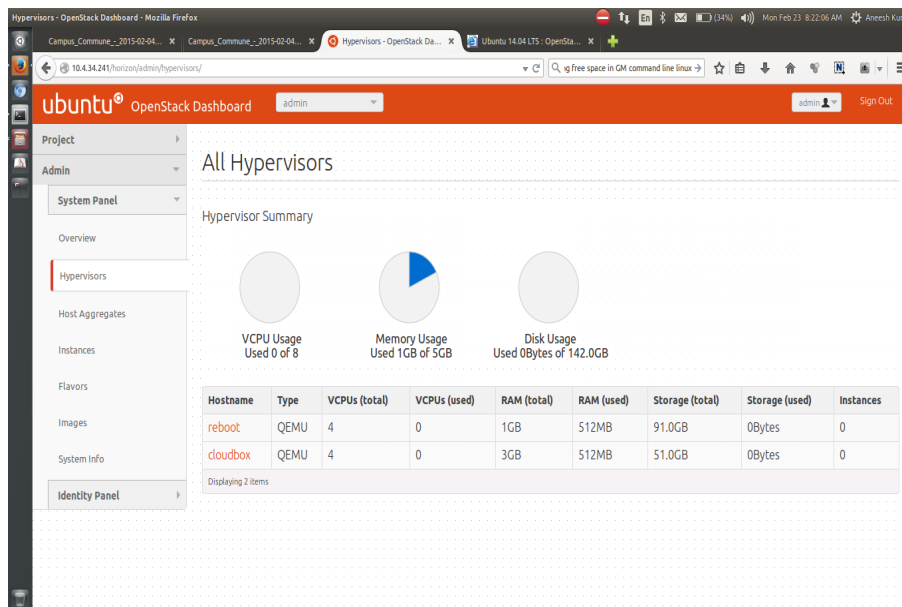 Hypervisors - OpenStack Dashboard - Mozilla Firefox
En (34%) Mon Feb 23 8:22:06 AM Aneesh Kum
Campus_Commune_-_2015-02-04... x Campus_Commune_-_2015-02-04... x Hypervisors - OpenStack Da... x Ubuntu 14.04 LTS : OpenSta... x
10.4.34.241/horizon/admin/hypervisors/
g free space in GM command line linux
ubuntu OpenStack Dashboard admin admin Sign Out
Project
Admin
System Panel
Overview
Hypervisors
Host Aggregates
Instances
Flavors
Images
System Info
Identity Panel
All Hypervisors
Hypervisor Summary
VCPU Usage
Used 0 of 8
Memory Usage
Used 1GB of 5GB
Disk Usage
Used 0Bytes of 142.0GB
Hostname Type VCPUs (total) VCPUs (used) RAM (total) RAM (used) Storage (total) Storage (used) Instances
reboot QEMU 4 0 1GB 512MB 91.0GB 0Bytes 0
cloudbox QEMU 4 0 3GB 512MB 51.0GB 0Bytes 0
Displaying 2 items